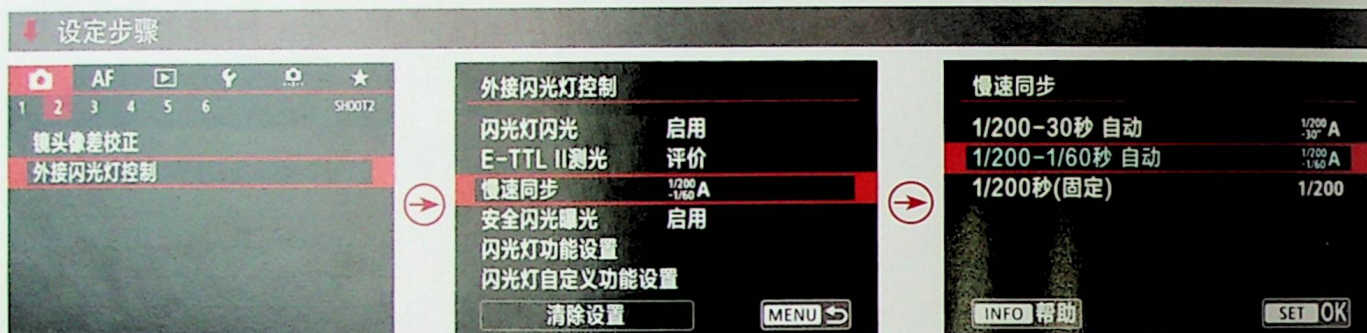 设定步骤
AF
1 2 3 4 5 6 SHOOT2
镜头像差校正
外接闪光灯控制
外接闪光灯控制
闪光灯闪光 启用
E-TTL II测光 评价
慢速同步 1/200-1/60 A
安全闪光曝光 启用
闪光灯功能设置
闪光灯自定义功能设置
清除设置 MENU
慢速同步
1/200-30秒 自动 1/200-30" A
1/200-1/60秒 自动 1/200-1/60 A
1/200秒(固定) 1/200
INFO 帮助 SET OK